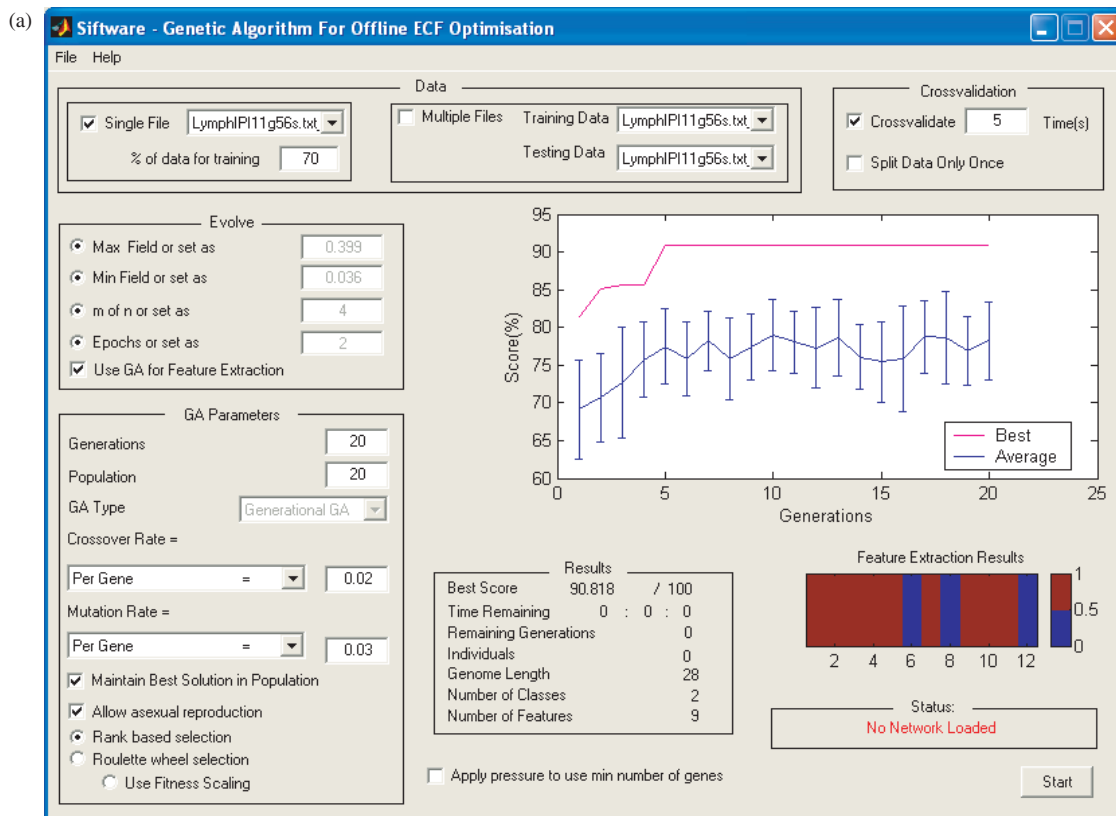 (a)
Siftware - Genetic Algorithm For Offline ECF Optimisation
File Help
Data
Single File LymphIPI11g56s.txt
% of data for training 70
Multiple Files Training Data LymphIPI11g56s.txt
Testing Data LymphIPI11g56s.txt
Crossvalidation
Crossvalidate 5 Time(s)
Split Data Only Once
Evolve
Max Field or set as 0.399
Min Field or set as 0.036
m of n or set as 4
Epochs or set as 2
Use GA for Feature Extraction
GA Parameters
Generations 20
Population 20
GA Type Generational GA
Crossover Rate =
Per Gene = 0.02
Mutation Rate =
Per Gene = 0.03
Maintain Best Solution in Population
Allow asexual reproduction
Rank based selection
Roulette wheel selection
Use Fitness Scaling
Score(%)
95
90
85
80
75
70
65
60
0 5 10 15 20 25
Generations
Best
Average
Results
Best Score 90.818 / 100
Time Remaining 0 : 0 : 0
Remaining Generations 0
Individuals 0
Genome Length 28
Number of Classes 2
Number of Features 9
Feature Extraction Results
1
0.5
0
2 4 6 8 10 12
Status:
No Network Loaded
Apply pressure to use min number of genes
Start